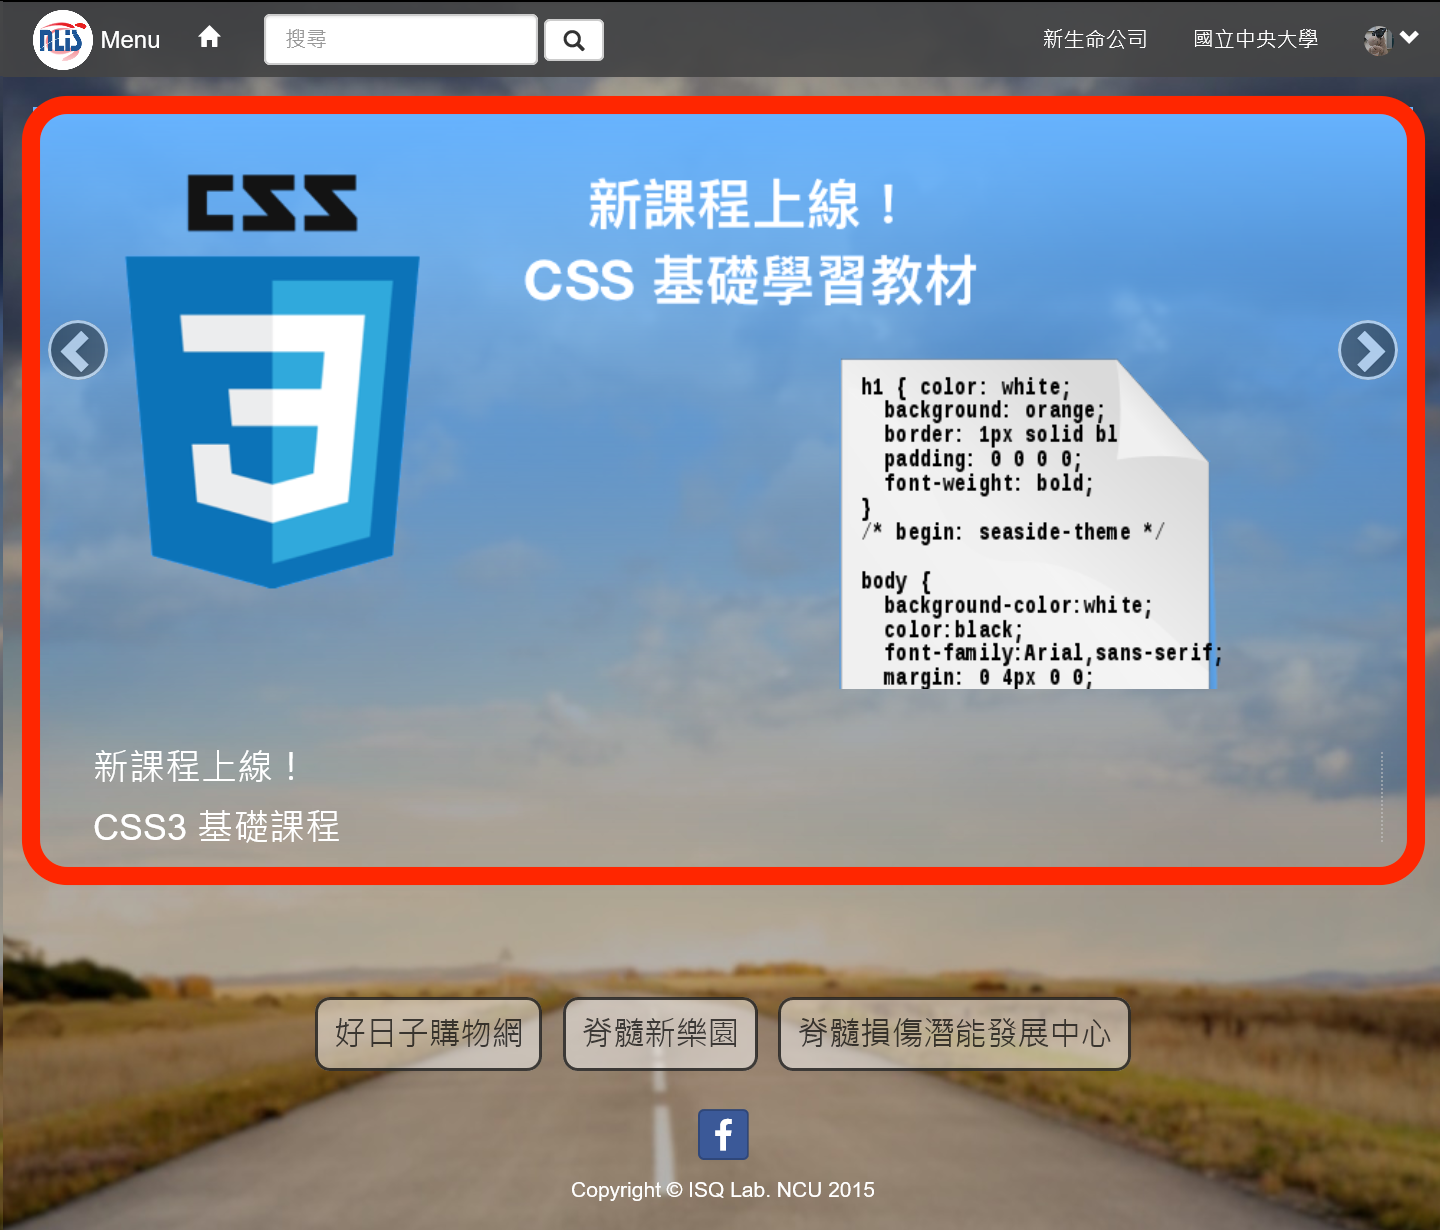 NLiS Menu 搜尋 新生命公司 國立中央大學
CSS
3
新課程上線！
CSS 基礎學習教材
h1 { color: white;
background: orange;
border: 1px solid bl
padding: 0 0 0 0;
font-weight: bold;
}
/* begin: seaside-theme */
body {
background-color:white;
color:black;
font-family:Arial,sans-serif;
margin: 0 4px 0 0;
新課程上線！
CSS3 基礎課程
好日子購物網 脊髓新樂園 脊髓損傷潛能發展中心
f
Copyright © ISQ Lab. NCU 2015